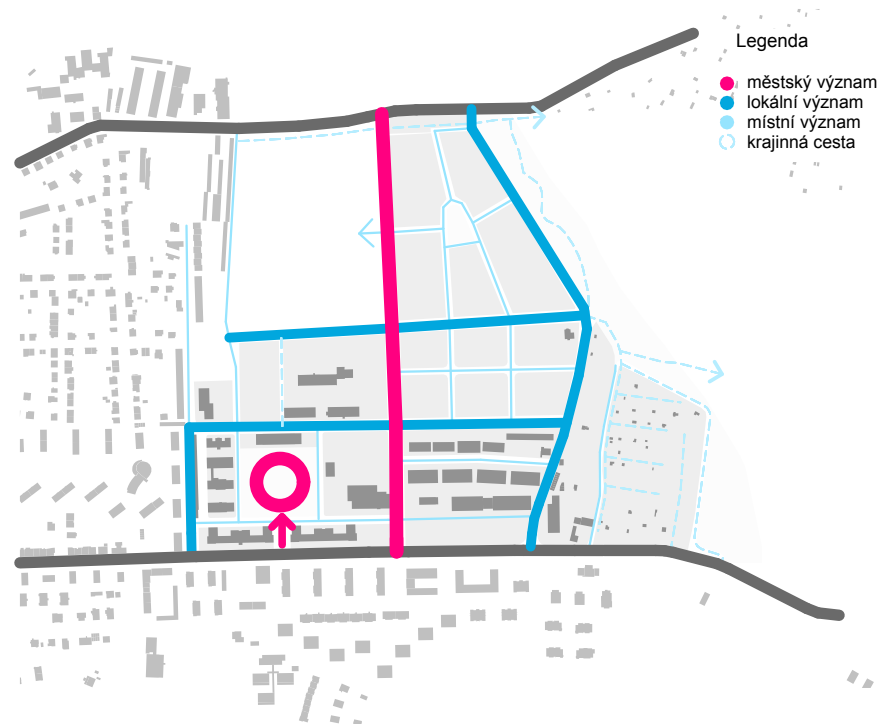 Legenda
městský význam
lokální význam
místní význam
krajinná cesta